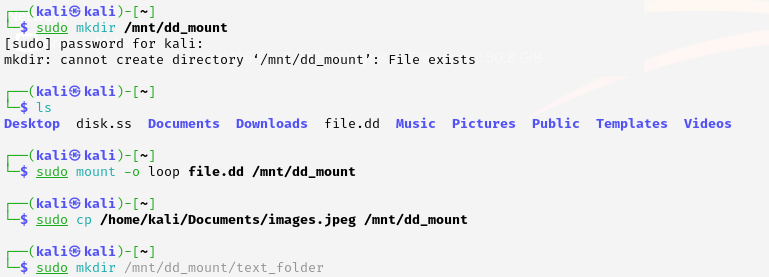 ┌──(kali㉿kali)-[~]
└─$ sudo mkdir /mnt/dd_mount
[sudo] password for kali:
mkdir: cannot create directory ‘/mnt/dd_mount’: File exists
┌──(kali㉿kali)-[~]
└─$ ls
Desktop  disk.ss  Documents  Downloads  file.dd  Music  Pictures  Public  Templates  Videos
┌──(kali㉿kali)-[~]
└─$ sudo mount -o loop file.dd /mnt/dd_mount
┌──(kali㉿kali)-[~]
└─$ sudo cp /home/kali/Documents/images.jpeg /mnt/dd_mount
┌──(kali㉿kali)-[~]
└─$ sudo mkdir /mnt/dd_mount/text_folder